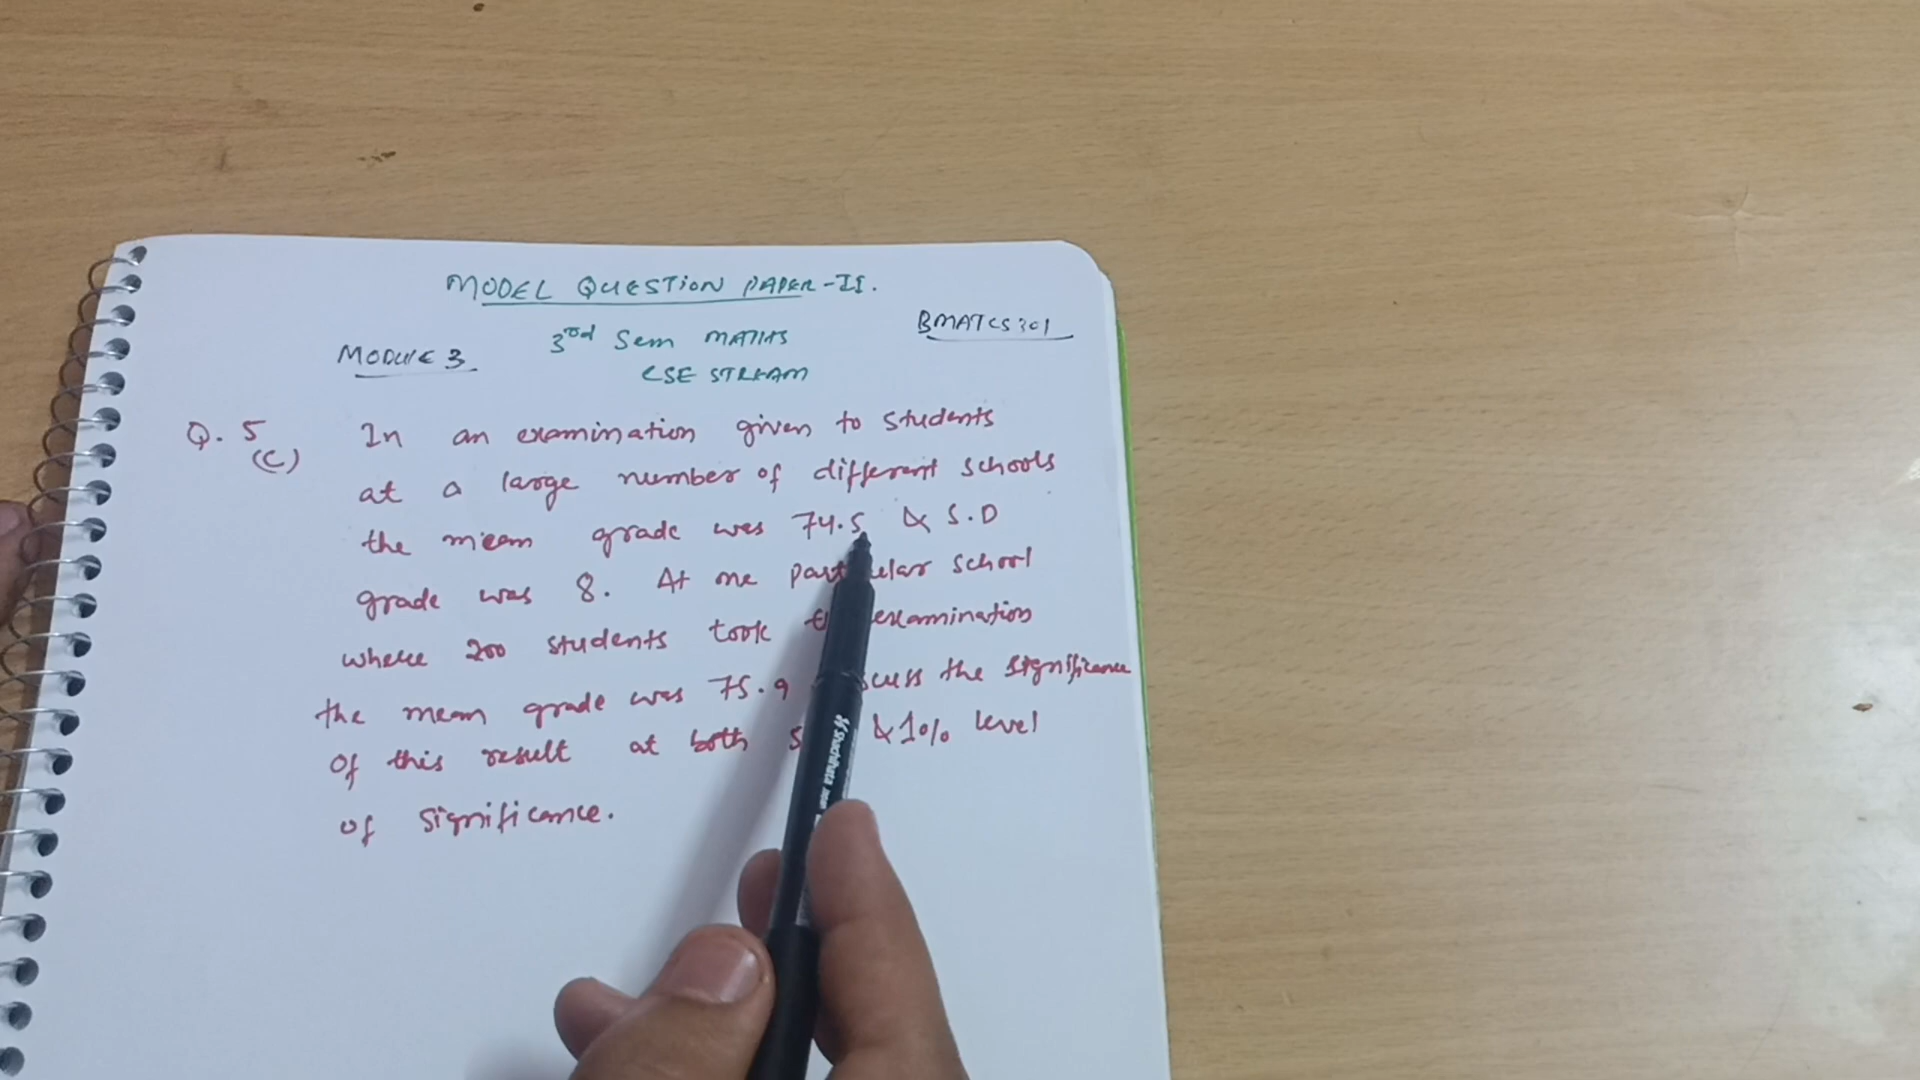 MODEL QUESTION PAPER-II.
3rd Sem MATHS
BMATCS301
MODULE 3
CSE STREAM
Q. 5 (C)
In an examination given to students
at a large number of different schools
the mean grade was 74.5 & S.D
grade was 8. At one particular school
where 200 students took examination
the mean grade was 75.9 the significance
of this result at both & 1% level
of significance.